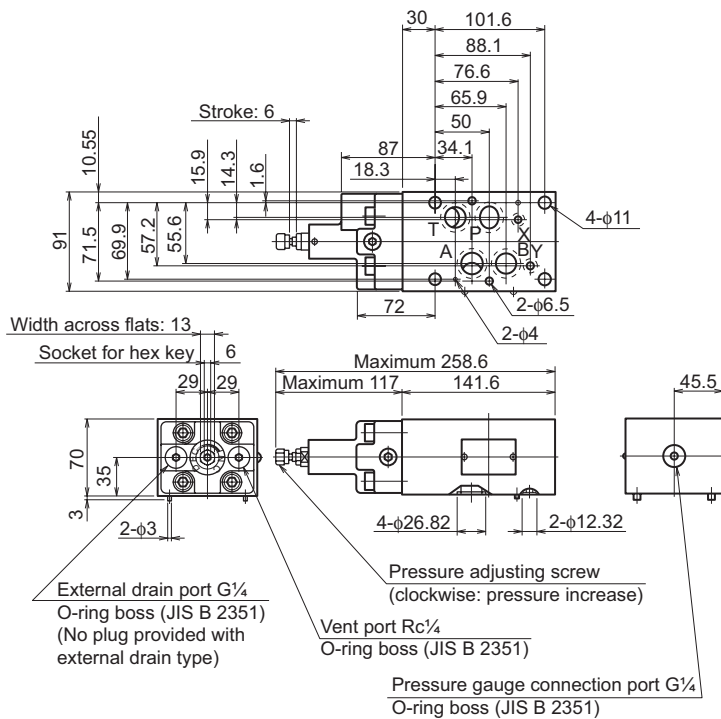 30
101.6
88.1
76.6
65.9
50
34.1
18.3
87
Stroke: 6
10.55
15.9
14.3
1.6
91
71.5
69.9
57.2
55.6
T
P
X
A
B
Y
4-ϕ11
2-ϕ6.5
2-ϕ4
72
Width across flats: 13
Socket for hex key
6
29
29
70
35
3
2-ϕ3
Maximum 258.6
Maximum 117
141.6
45.5
4-ϕ26.82
2-ϕ12.32
External drain port G¼
O-ring boss (JIS B 2351)
(No plug provided with
external drain type)
Pressure adjusting screw
(clockwise: pressure increase)
Vent port Rc¼
O-ring boss (JIS B 2351)
Pressure gauge connection port G¼
O-ring boss (JIS B 2351)